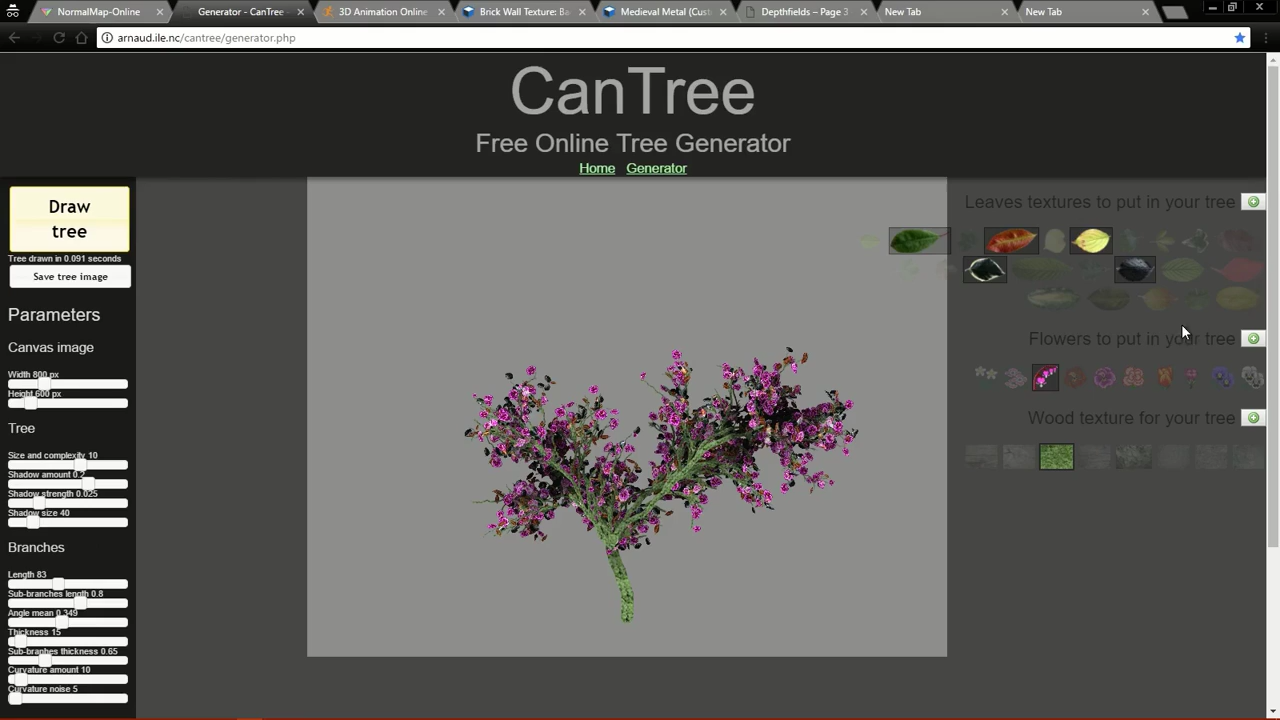 NormalMap-Online
Generator - CanTree -
3D Animation Online
Brick Wall Texture: Ba
Medieval Metal (Cust
Depthfields – Page 3
New Tab
New Tab
arnaud.ile.nc/cantree/generator.php
CanTree
Free Online Tree Generator
Home Generator
Draw
tree
Tree drawn in 0.091 seconds
Save tree image
Parameters
Canvas image
Width 800 px
Height 600 px
Tree
Size and complexity 10
Shadow amount 0.2
Shadow strength 0.025
Shadow size 40
Branches
Length 83
Sub-branches length 0.8
Angle mean 0.349
Thickness 15
Sub-branhes thickness 0.65
Curvature amount 10
Curvature noise 5
Leaves textures to put in your tree
Flowers to put in your tree
Wood texture for your tree